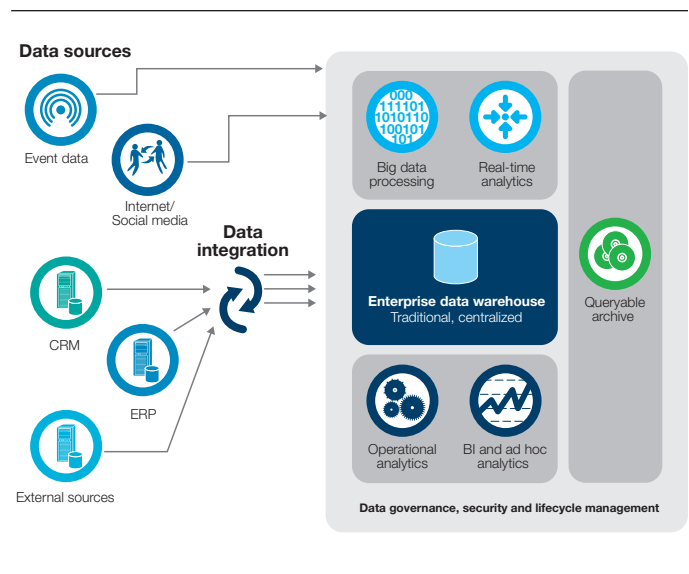 Data sources
Event data
Internet/
Social media
Data
integration
CRM
ERP
External sources
000
111101
1010110
100101
101
Big data
processing
Real-time
analytics
Enterprise data warehouse
Traditional, centralized
Queryable
archive
Operational
analytics
BI and ad hoc
analytics
Data governance, security and lifecycle management